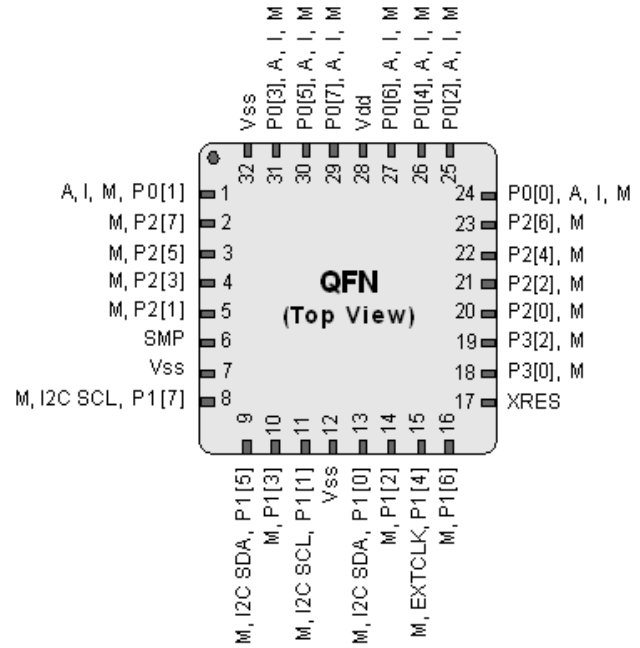 Vss
P0[3], A, I, M
P0[5], A, I, M
P0[7], A, I, M
Vdd
P0[6], A, I, M
P0[4], A, I, M
P0[2], A, I, M
32
31
30
29
28
27
26
25
A, I, M, P0[1] 1
M, P2[7] 2
M, P2[5] 3
M, P2[3] 4
M, P2[1] 5
SMP 6
Vss 7
M, I2C SCL, P1[7] 8
QFN
(Top View)
24 P0[0], A, I, M
23 P2[6], M
22 P2[4], M
21 P2[2], M
20 P2[0], M
19 P3[2], M
18 P3[0], M
17 XRES
9
10
11
12
13
14
15
16
M, I2C SDA, P1[5]
M, P1[3]
M, I2C SCL, P1[1]
Vss
M, I2C SDA, P1[0]
M, P1[2]
M, EXTCLK, P1[4]
M, P1[6]